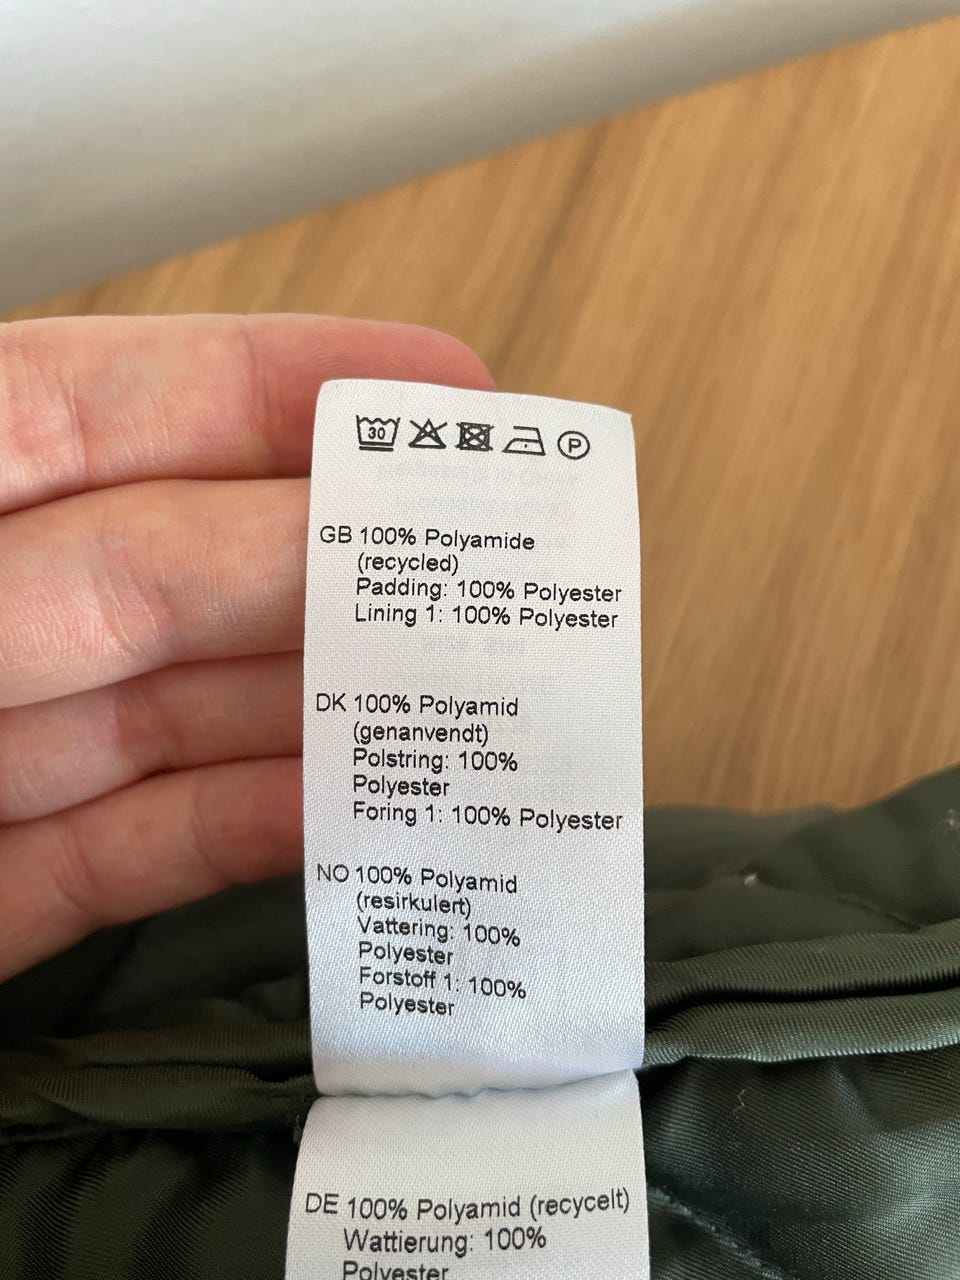 30 P
GB 100% Polyamide
(recycled)
Padding: 100% Polyester
Lining 1: 100% Polyester
DK 100% Polyamid
(genanvendt)
Polstring: 100%
Polyester
Foring 1: 100% Polyester
NO 100% Polyamid
(resirkulert)
Vattering: 100%
Polyester
Forstoff 1: 100%
Polyester
DE 100% Polyamid (recycelt)
Wattierung: 100%
Polyester